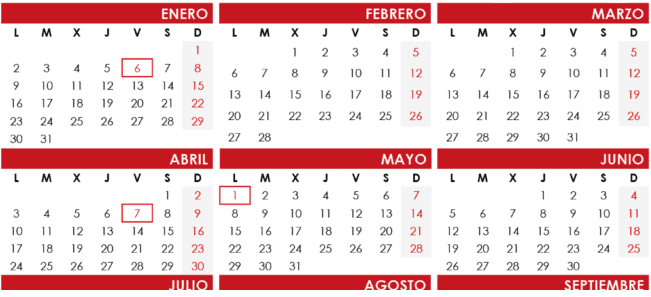 ENERO
L M X J V S D
1
2 3 4 5 6 7 8
9 10 11 12 13 14 15
16 17 18 19 20 21 22
23 24 25 26 27 28 29
30 31
FEBRERO
L M X J V S D
1 2 3 4 5
6 7 8 9 10 11 12
13 14 15 16 17 18 19
20 21 22 23 24 25 26
27 28
MARZO
L M X J V S D
1 2 3 4 5
6 7 8 9 10 11 12
13 14 15 16 17 18 19
20 21 22 23 24 25 26
27 28 29 30 31
ABRIL
L M X J V S D
1 2
3 4 5 6 7 8 9
10 11 12 13 14 15 16
17 18 19 20 21 22 23
24 25 26 27 28 29 30
MAYO
L M X J V S D
1 2 3 4 5 6 7
8 9 10 11 12 13 14
15 16 17 18 19 20 21
22 23 24 25 26 27 28
29 30 31
JUNIO
L M X J V S D
1 2 3 4
5 6 7 8 9 10 11
12 13 14 15 16 17 18
19 20 21 22 23 24 25
26 27 28 29 30
JULIO
AGOSTO
SEPTIEMBRE